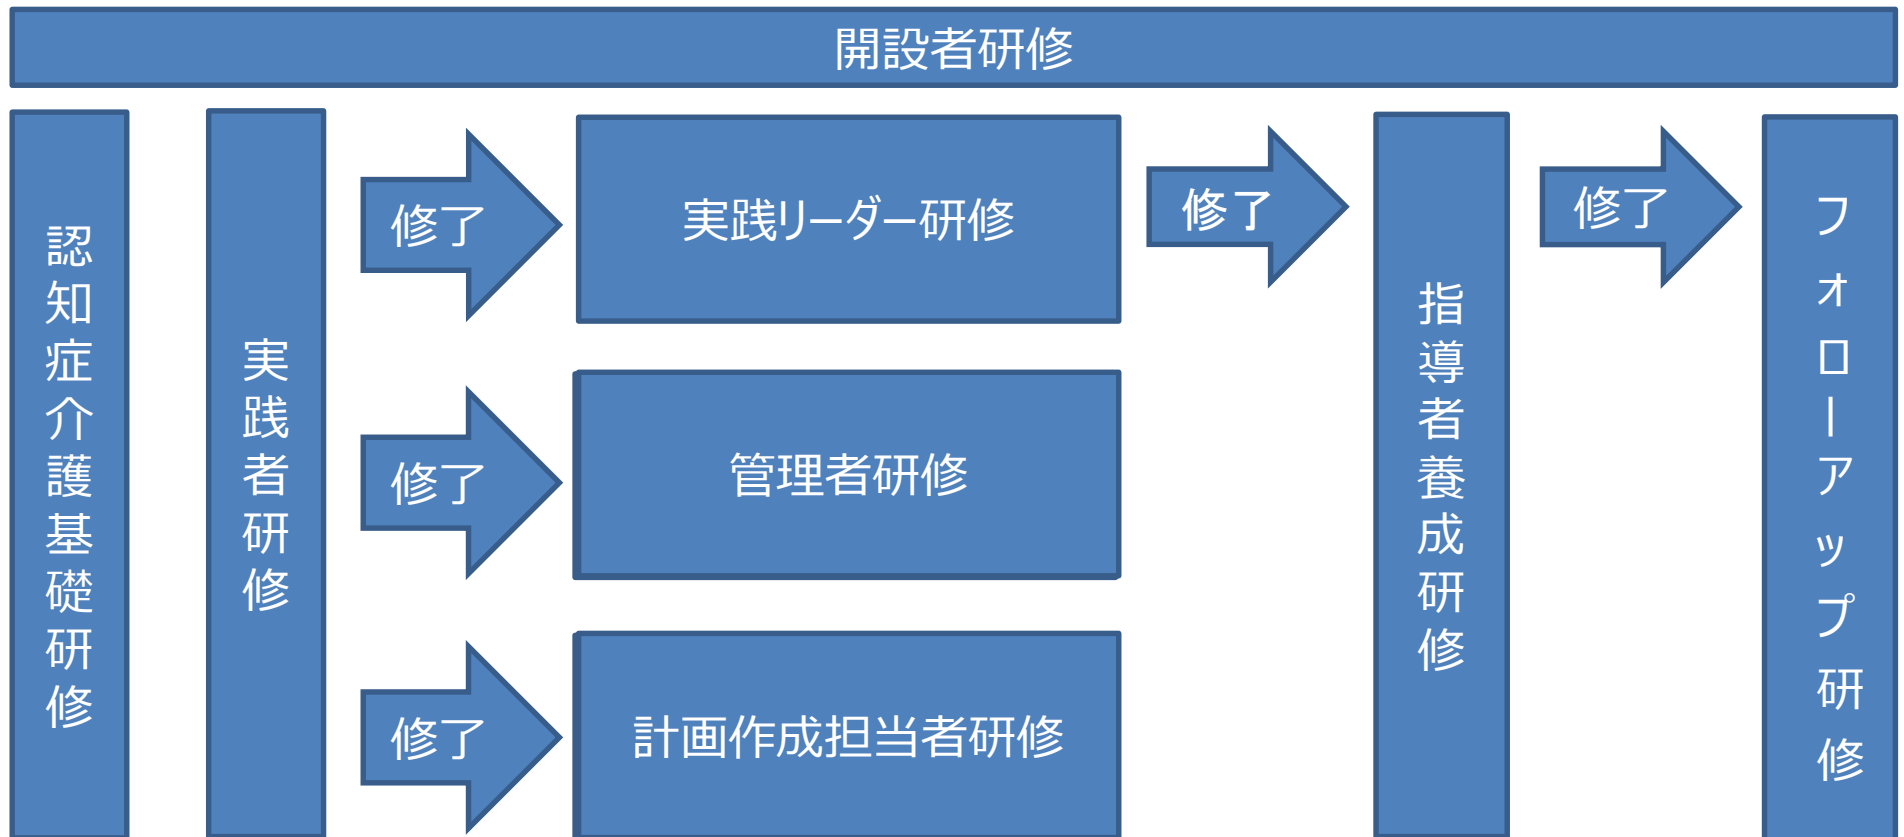 開設者研修
認知症介護基礎研修
実践者研修
修了
実践リーダー研修
修了
管理者研修
修了
計画作成担当者研修
修了
指導者養成研修
修了
フォローアップ研修